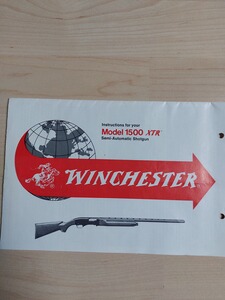 Instructions for your
Model 1500 XTR
Semi-Automatic Shotgun
WINCHESTER